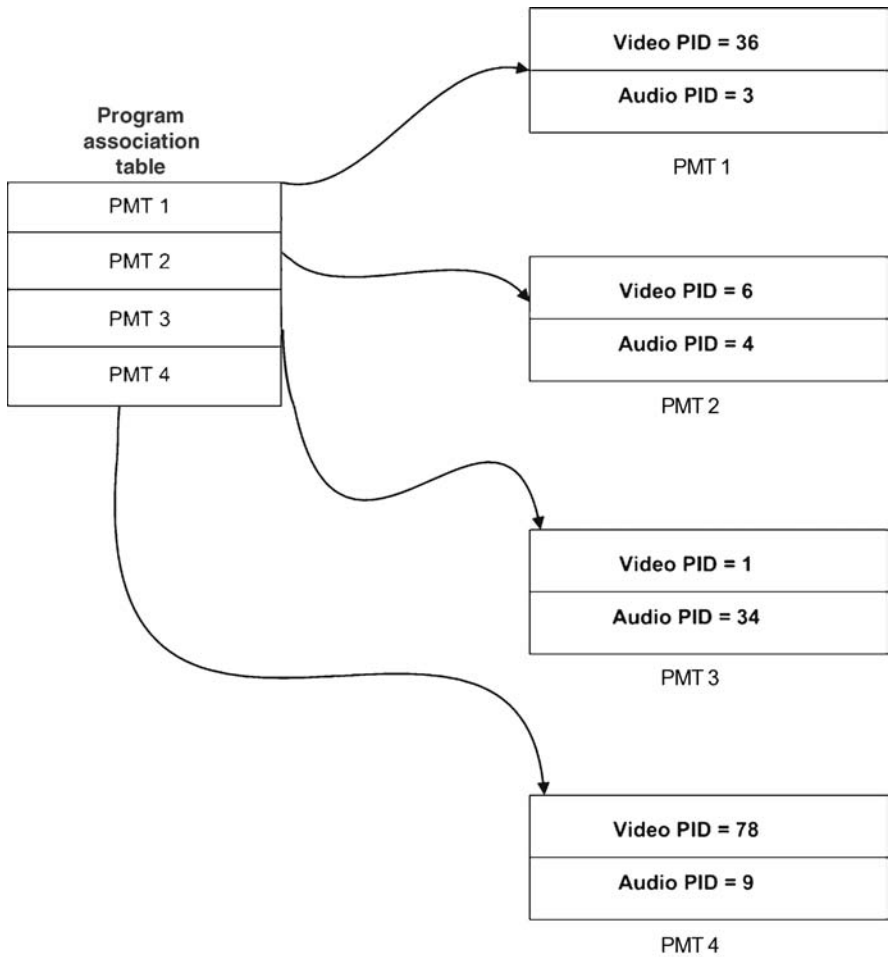 Program
association
table
PMT 1
PMT 2
PMT 3
PMT 4
Video PID = 36
Audio PID = 3
PMT 1
Video PID = 6
Audio PID = 4
PMT 2
Video PID = 1
Audio PID = 34
PMT 3
Video PID = 78
Audio PID = 9
PMT 4